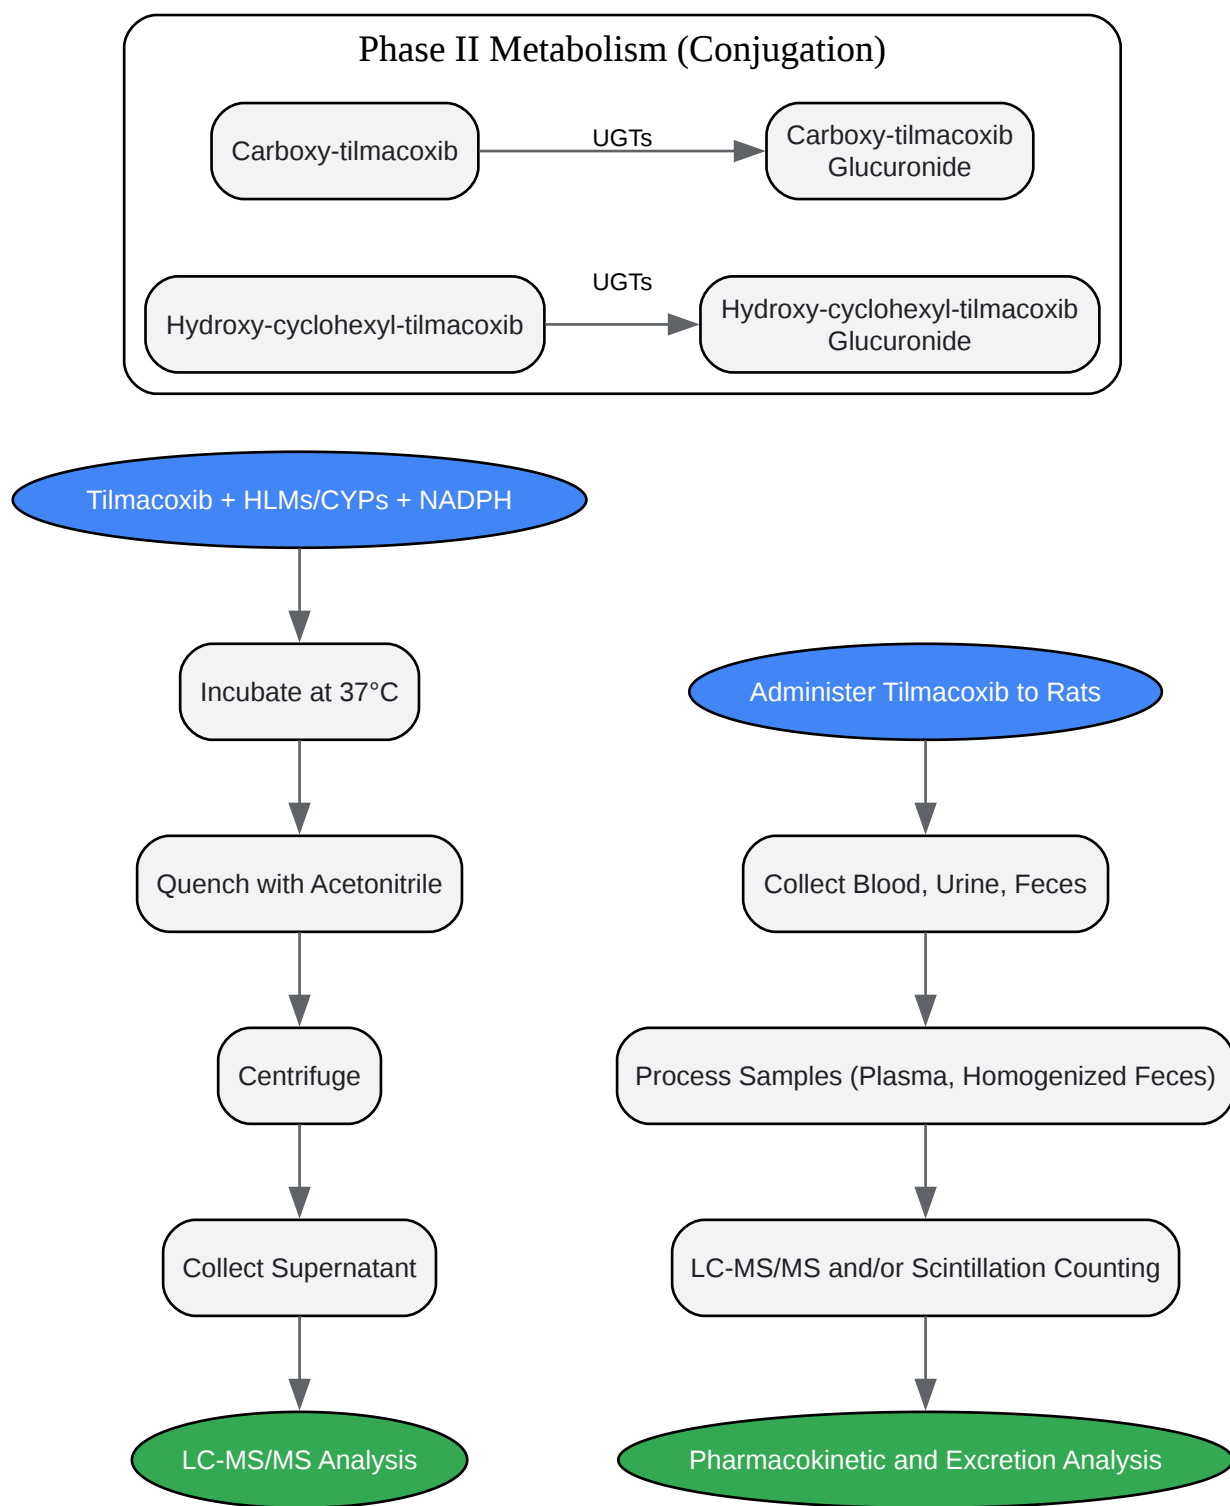 Phase II Metabolism (Conjugation)
Carboxy-tilmacoxib
UGTs
Carboxy-tilmacoxib
Glucuronide
Hydroxy-cyclohexyl-tilmacoxib
UGTs
Hydroxy-cyclohexyl-tilmacoxib
Glucuronide
Tilmacoxib + HLMs/CYPs + NADPH
Incubate at 37°C
Quench with Acetonitrile
Centrifuge
Collect Supernatant
LC-MS/MS Analysis
Administer Tilmacoxib to Rats
Collect Blood, Urine, Feces
Process Samples (Plasma, Homogenized Feces)
LC-MS/MS and/or Scintillation Counting
Pharmacokinetic and Excretion Analysis